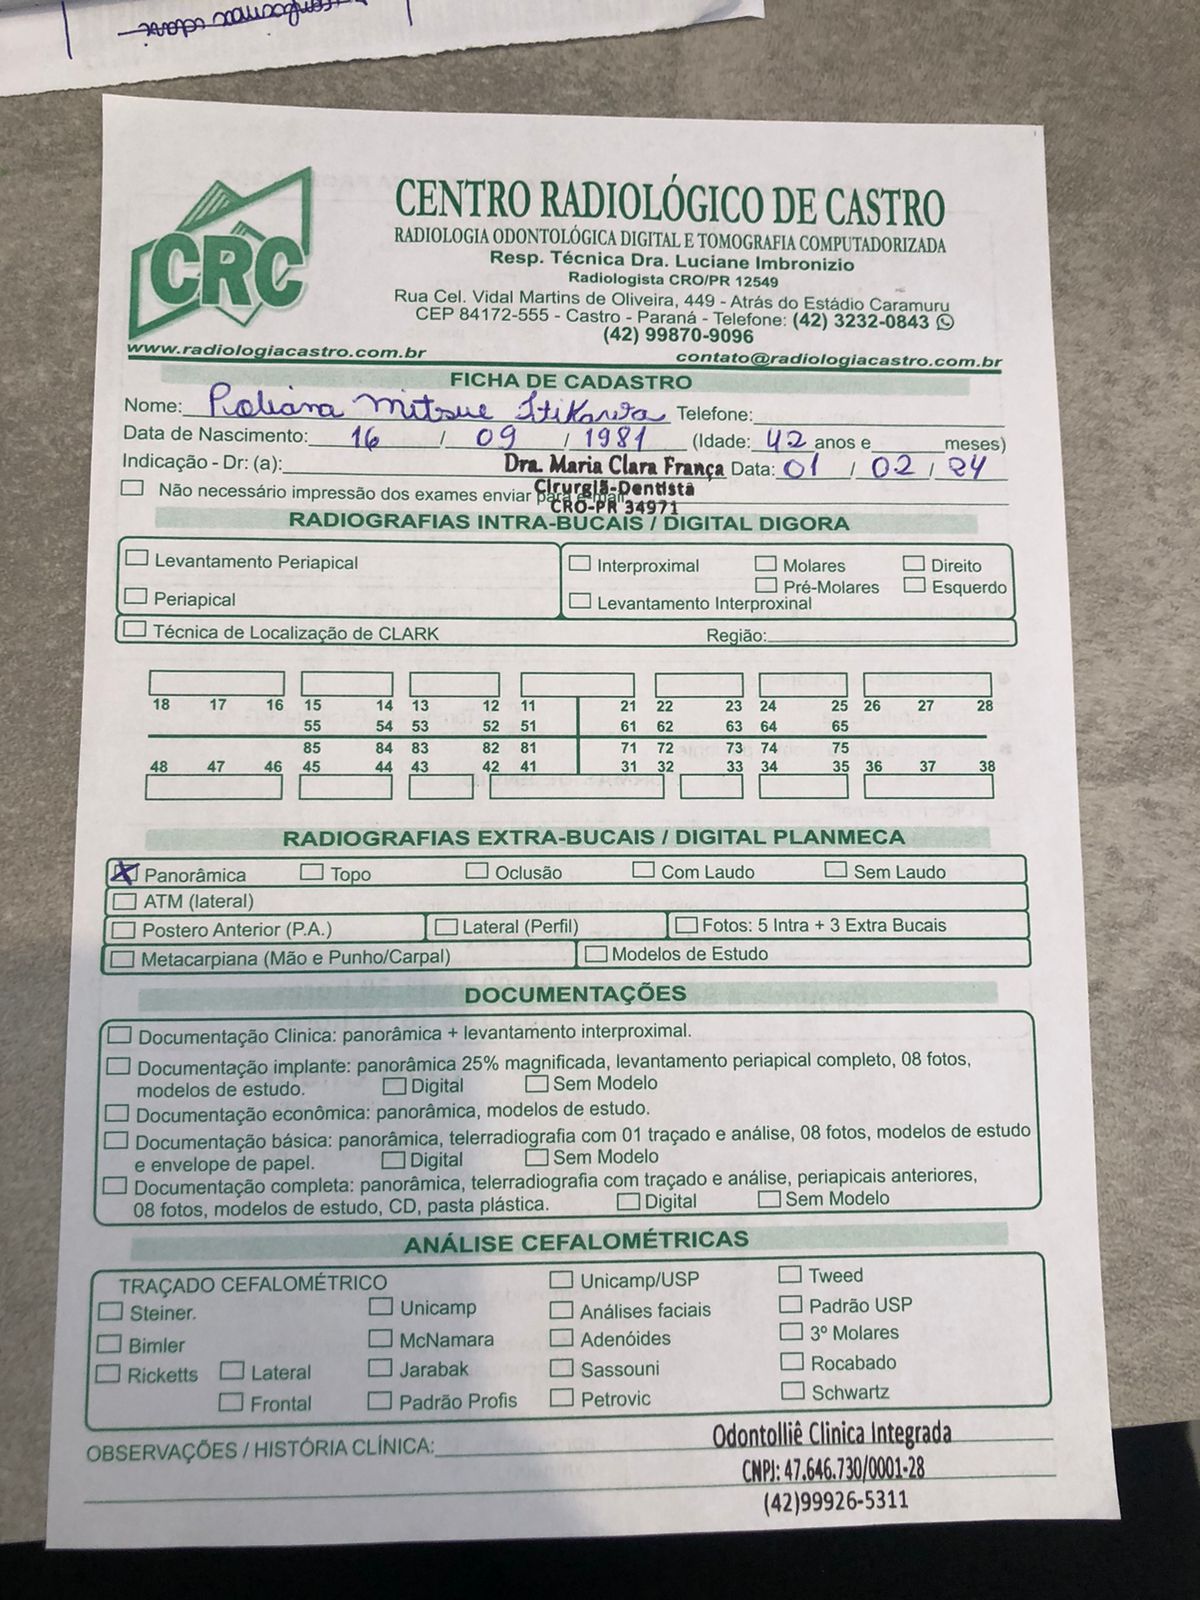 CRC
CENTRO RADIOLÓGICO DE CASTRO
RADIOLOGIA ODONTOLÓGICA DIGITAL E TOMOGRAFIA COMPUTADORIZADA
Resp. Técnica Dra. Luciane Imbronizio
Radiologista CRO/PR 12549
Rua Cel. Vidal Martins de Oliveira, 449 - Atrás do Estádio Caramuru
CEP 84172-555 - Castro - Paraná - Telefone: (42) 3232-0843
(42) 99870-9096
www.radiologiacastro.com.br contato@radiologiacastro.com.br
FICHA DE CADASTRO
Nome: Mitsue Telefone:
Data de Nascimento: 16 / 09 / 1981 (Idade: 42 anos e meses)
Indicação - Dr: (a): Dra. Maria Clara França Data: 01 / 02 / 24
Cirurgiã-Dentista
Não necessário impressão dos exames enviar para e-mail
CRO-PR 34971
RADIOGRAFIAS INTRA-BUCAIS / DIGITAL DIGORA
Levantamento Periapical
Interproximal Molares Direito
Pré-Molares Esquerdo
Periapical
Levantamento Interproxinal
Técnica de Localização de CLARK Região:
18 17 16 15 14 13 12 11 21 22 23 24 25 26 27 28
55 54 53 52 51 61 62 63 64 65
85 84 83 82 81 71 72 73 74 75
48 47 46 45 44 43 42 41 31 32 33 34 35 36 37 38
RADIOGRAFIAS EXTRA-BUCAIS / DIGITAL PLANMECA
X Panorâmica Topo Oclusão Com Laudo Sem Laudo
ATM (lateral)
Postero Anterior (P.A.) Lateral (Perfil) Fotos: 5 Intra + 3 Extra Bucais
Metacarpiana (Mão e Punho/Carpal) Modelos de Estudo
DOCUMENTAÇÕES
Documentação Clinica: panorâmica + levantamento interproximal.
Documentação implante: panorâmica 25% magnificada, levantamento periapical completo, 08 fotos,
modelos de estudo. Digital Sem Modelo
Documentação econômica: panorâmica, modelos de estudo.
Documentação básica: panorâmica, telerradiografia com 01 traçado e análise, 08 fotos, modelos de estudo
e envelope de papel. Digital Sem Modelo
Documentação completa: panorâmica, telerradiografia com traçado e análise, periapicais anteriores,
08 fotos, modelos de estudo, CD, pasta plástica. Digital Sem Modelo
ANÁLISE CEFALOMÉTRICAS
TRAÇADO CEFALOMÉTRICO Unicamp/USP Tweed
Steiner. Unicamp Análises faciais Padrão USP
Bimler McNamara Adenóides 3º Molares
Ricketts Lateral Jarabak Sassouni Rocabado
Frontal Padrão Profis Petrovic Schwartz
OBSERVAÇÕES / HISTÓRIA CLÍNICA:
Odontolliê Clinica Integrada
CNPJ: 47.646.730/0001-28
(42)99926-5311